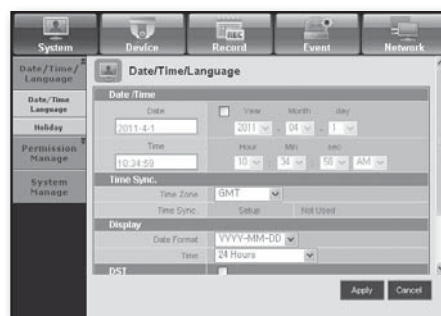 System Device Record Event Network
Date/Time/
Language
Date/Time
Language
Holiday
Permission
Manage
System
Manage
Date/Time/Language
Date /Time
Date Year Month day
2011-4-1 2011 - 04 - 1
Time Hour Min sec
10:34:59 10 : 34 : 58 AM
Time Sync.
Time Zone GMT
Time Sync. Setup Not Used
Display
Date Format YYYY-MM-DD
Time 24 Hours
DST
Apply Cancel